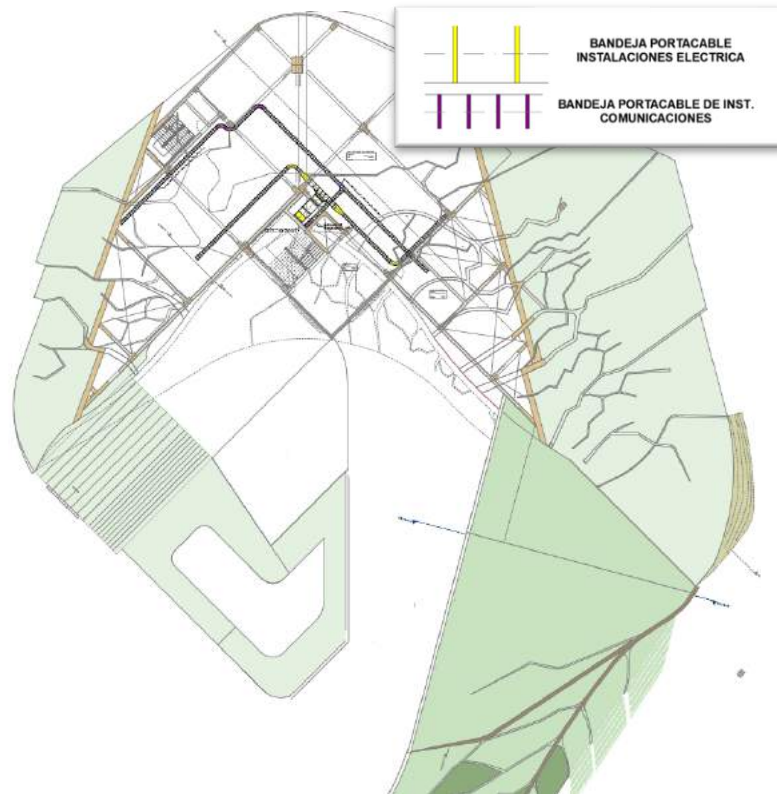 BANDEJA PORTACABLE
INSTALACIONES ELECTRICA
BANDEJA PORTACABLE DE INST.
COMUNICACIONES